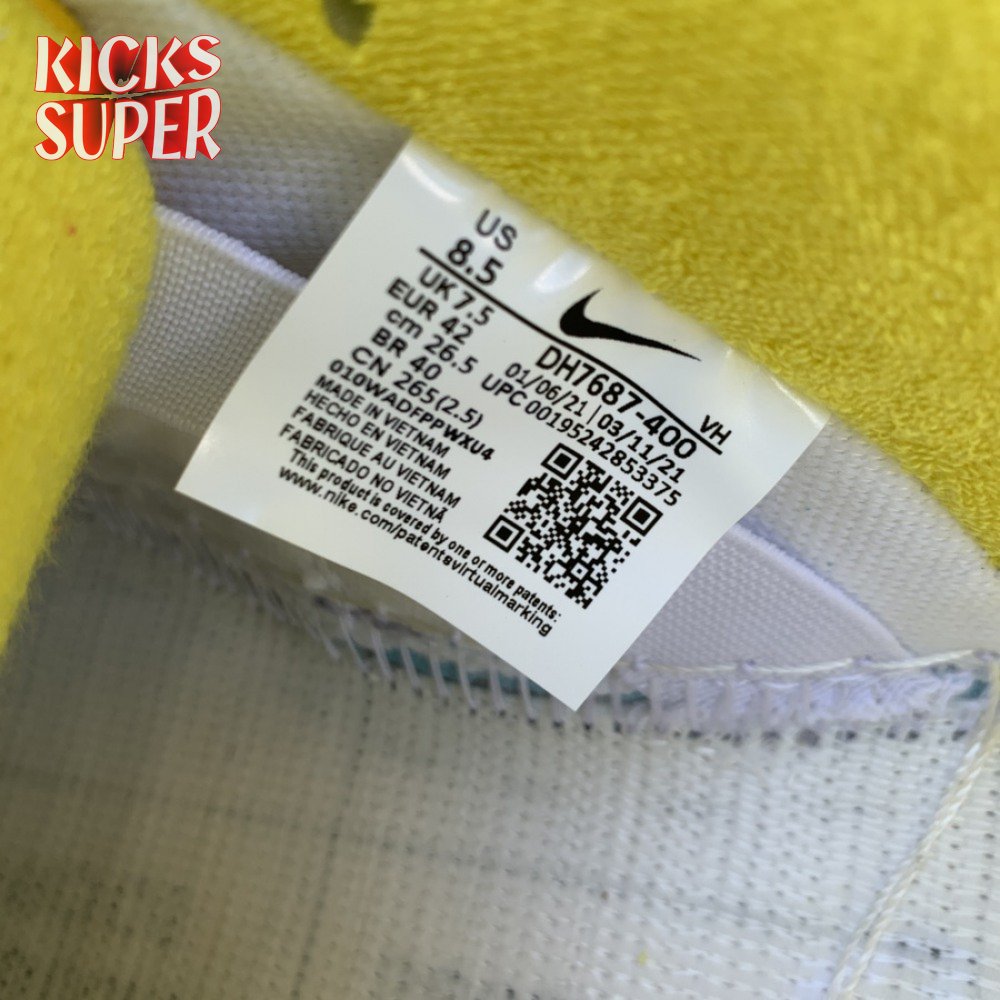 KICKS
SUPER
US
8.5
UK 7.5
EUR 42
cm 26.5
BR 40
CN 265(2.5)
010WADFPPWXU4
MADE IN VIETNAM
HECHO EN VIETNAM
FABRIQUE AU VIETNAM
FABRICADO NO VIETNÃ
This product is covered by one or more patents:
www.nike.com/patentsvirtualmarking
DH7687-400 VH
01/06/21 | 03/11/21
UPC 00195242853375